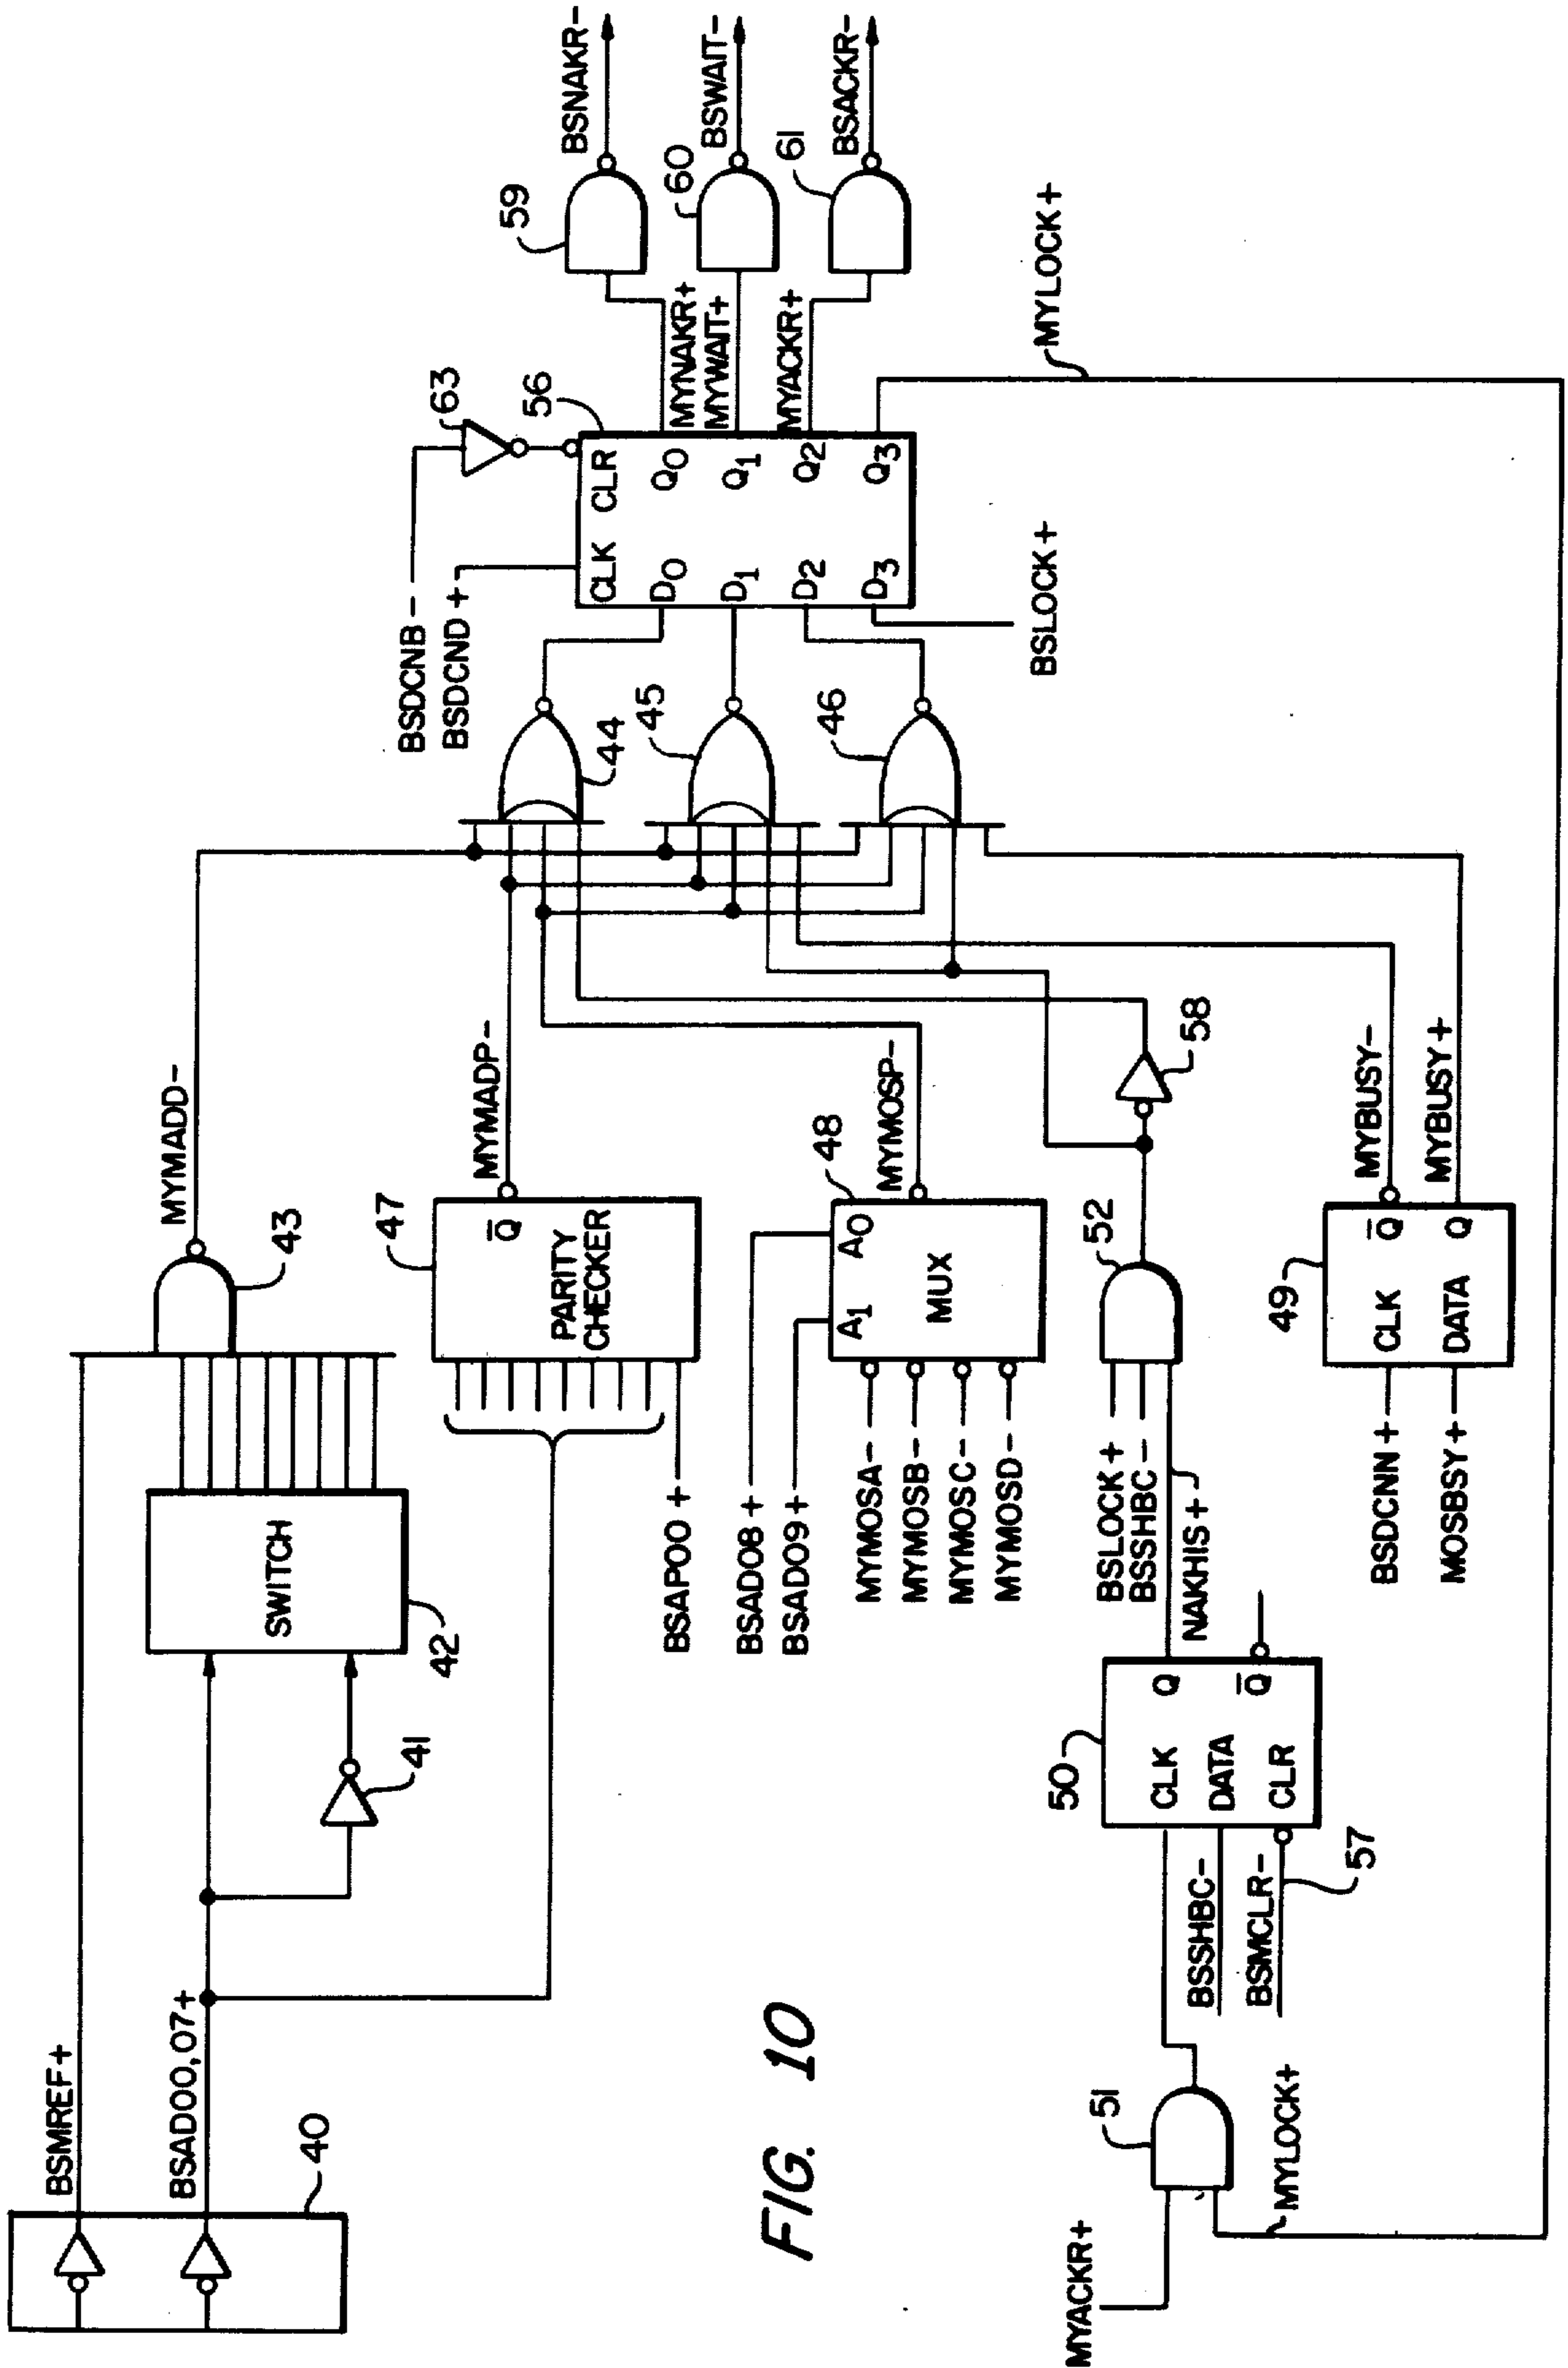 BSMREF+
BSAD00,07+
40
41
SWITCH
42
43
MYMADD-
47
PARITY
CHECKER
Q
MYMADP-
BSAP00+
BSAD08+
BSAD09+
A1
A0
MUX
48
MYMOSP-
MYMOSA-
MYMOSB-
MYMOSC-
MYMOSD-
BSLOCK+
BSSHBC-
NAKHIS+
52
58
49
CLK
Q
DATA
Q
BSDCNN+
MOSBSY+
MYBUSY-
MYBUSY+
MYACKR+
51
MYLOCK+
50
CLK
Q
DATA
CLR
Q
BSSHBC-
BSMCLR-
57
44
45
46
BSDCNB-
BSDCND+
63
56
CLK
CLR
D0
Q0
D1
Q1
D2
Q2
D3
Q3
BSLOCK+
MYNAKR+
MYWAIT+
MYACKR+
MYLOCK+
59
60
61
BSNAKR-
BSWAIT-
BSACKR-
FIG. 10